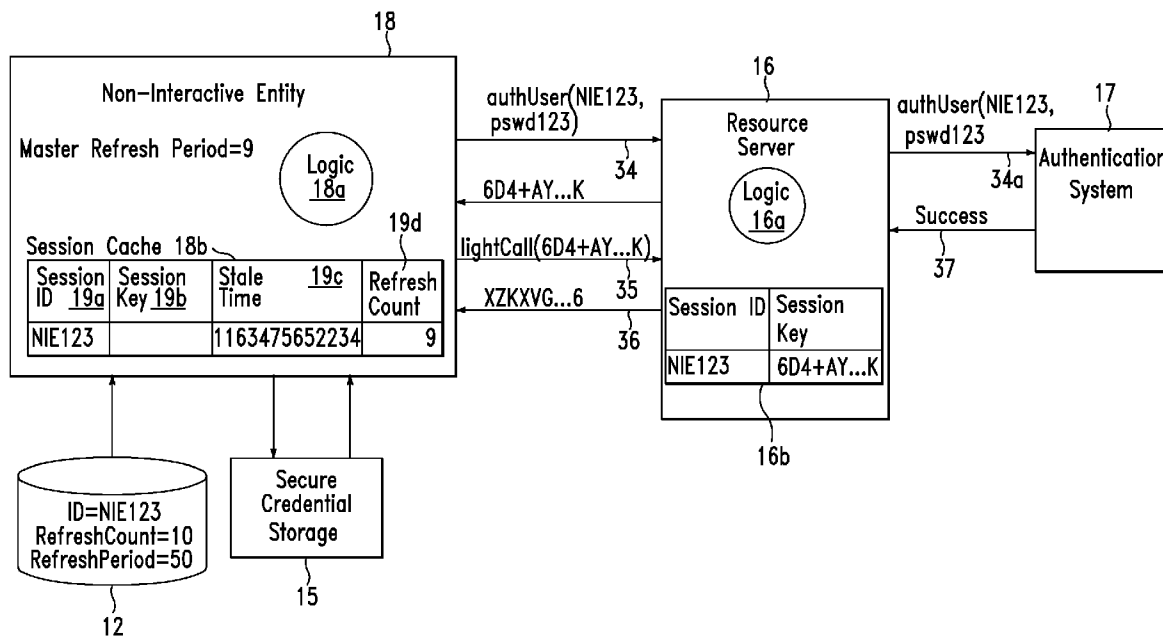 18
Non-Interactive Entity
Master Refresh Period=9
Logic
18a
19d
Session Cache 18b
Session
ID 19a
Session
Key 19b
Stale
Time
19c
Refresh
Count
NIE123
1163475652234
9
authUser(NIE123,
pswd123)
34
6D4+AY...K
lightCall(6D4+AY...K)
35
XZKXVG...6
36
16
Resource
Server
Logic
16a
Session ID
Session
Key
NIE123
6D4+AY...K
16b
authUser(NIE123,
pswd123
34a
Success
37
17
Authentication
System
ID=NIE123
RefreshCount=10
RefreshPeriod=50
12
Secure
Credential
Storage
15